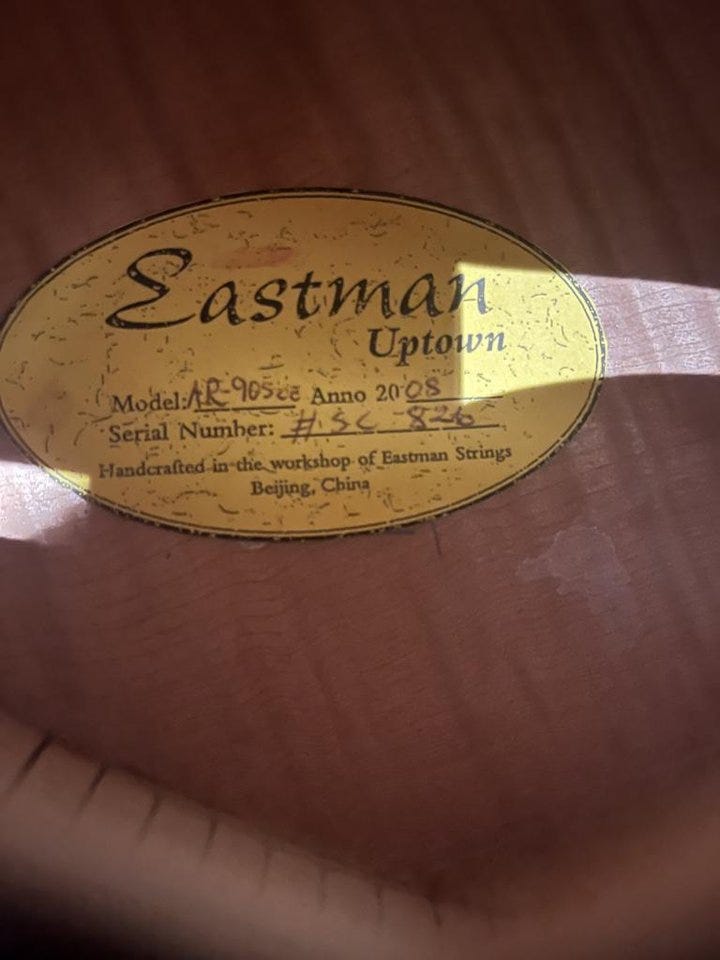 Eastman
Uptown
Model: AR-905ce Anno 2008
Serial Number: #SC-826
Handcrafted in the workshop of Eastman Strings
Beijing, China